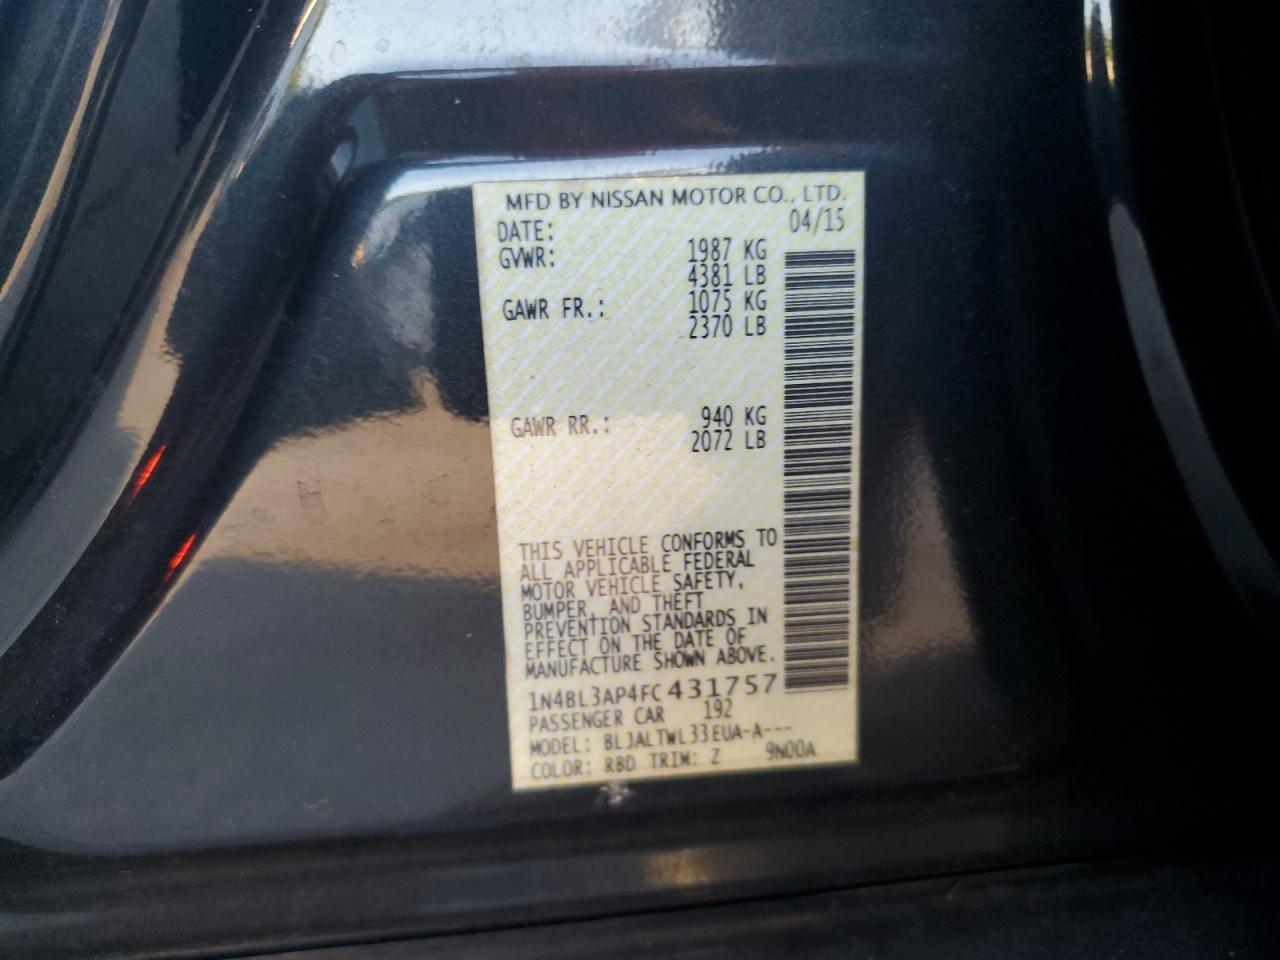 MFD BY NISSAN MOTOR CO., LTD.
DATE: 04/15
GVWR: 1987 KG
4381 LB
GAWR FR.: 1075 KG
2370 LB
GAWR RR.: 940 KG
2072 LB
THIS VEHICLE CONFORMS TO
ALL APPLICABLE FEDERAL
MOTOR VEHICLE SAFETY,
BUMPER, AND THEFT
PREVENTION STANDARDS IN
EFFECT ON THE DATE OF
MANUFACTURE SHOWN ABOVE.
1N4BL3AP4FC431757
PASSENGER CAR 192
MODEL: BLJALTWL33EUA-A---
COLOR: RBD TRIM: Z 9N00A